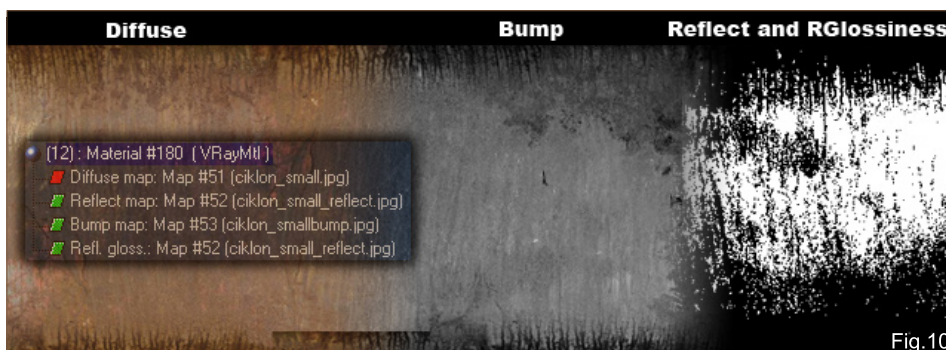 Diffuse Bump Reflect and RGlossiness
(12) : Material #180 ( VRayMtl )
Diffuse map: Map #51 (ciklon_small.jpg)
Reflect map: Map #52 (ciklon_small_reflect.jpg)
Bump map: Map #53 (ciklon_smallbump.jpg)
Refl. gloss.: Map #52 (ciklon_small_reflect.jpg)
Fig.10